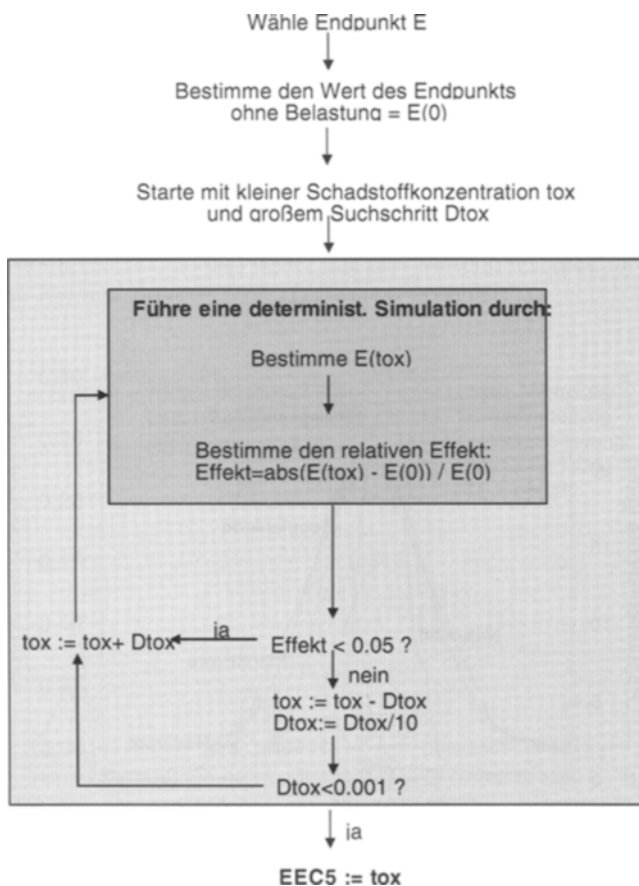 Wähle Endpunkt E
Bestimme den Wert des Endpunkts
ohne Belastung = E(0)
Starte mit kleiner Schadstoffkonzentration tox
und großem Suchschritt Dtox
Führe eine determinist. Simulation durch:
Bestimme E(tox)
Bestimme den relativen Effekt:
Effekt=abs(E(tox) - E(0)) / E(0)
tox := tox+ Dtox
ja
Effekt < 0.05 ?
nein
tox := tox - Dtox
Dtox:= Dtox/10
Dtox<0.001 ?
ja
EEC5 := tox